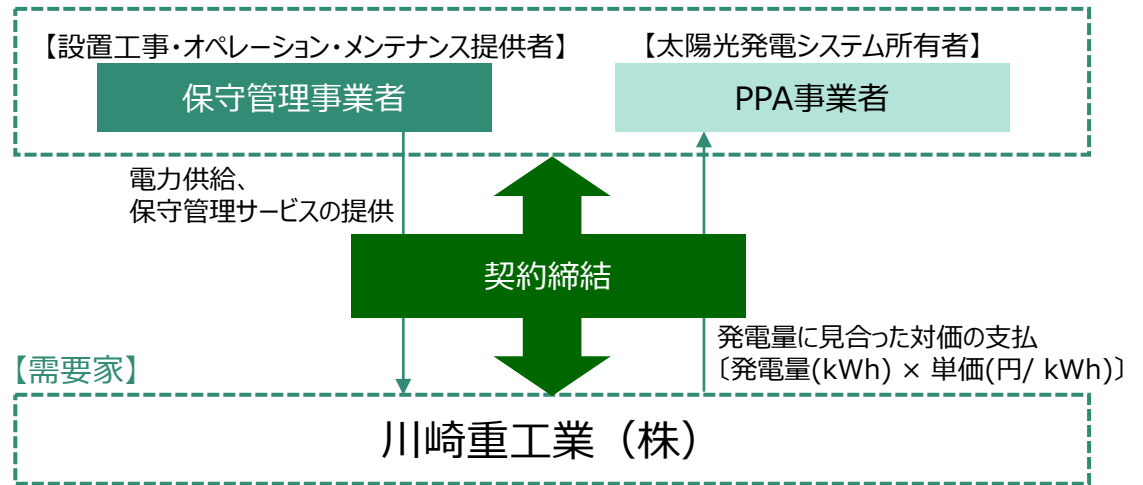 【設置工事・オペレーション・メンテナンス提供者】
【太陽光発電システム所有者】
保守管理事業者
PPA事業者
電力供給、
保守管理サービスの提供
契約締結
発電量に見合った対価の支払
〔発電量(kWh) × 単価(円/ kWh)〕
【需要家】
川崎重工業（株）